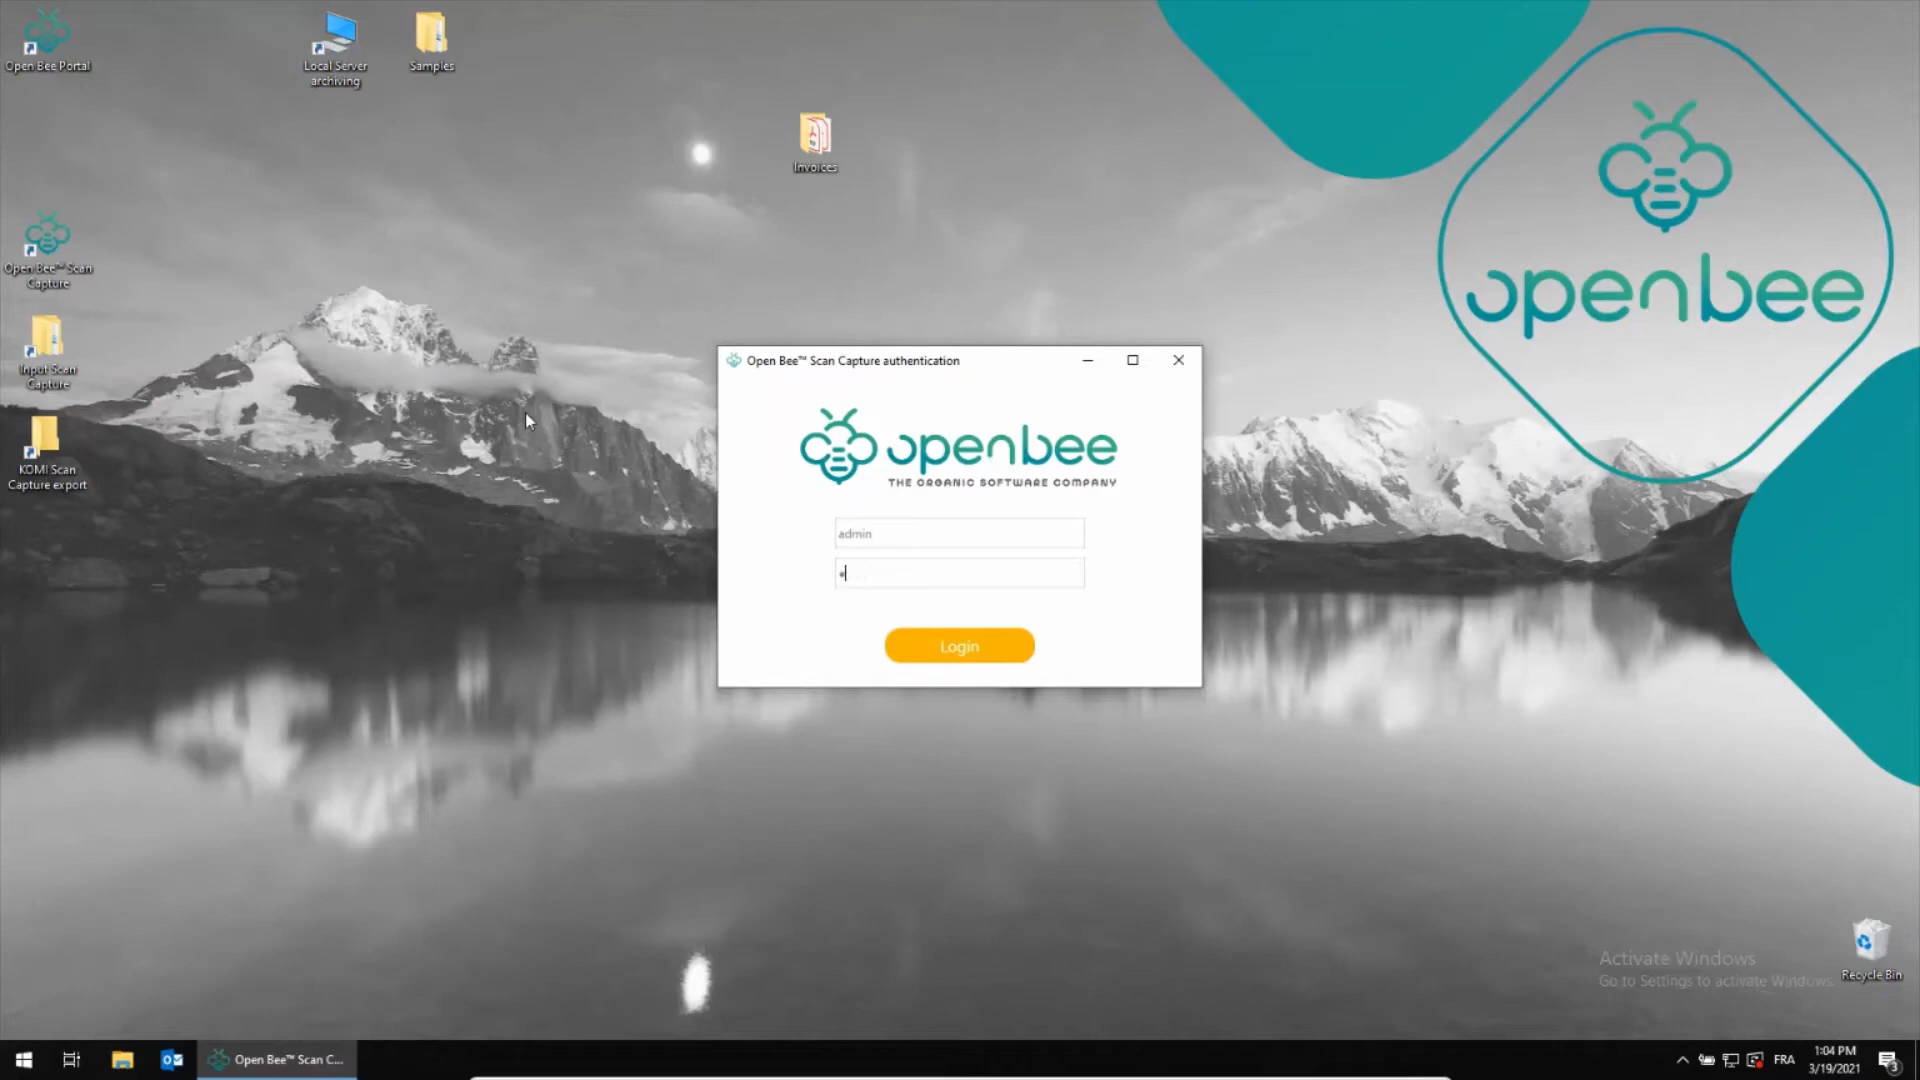 Open Bee Portal
Local Server
archiving
Samples
Invoices
Open Bee™ Scan
Capture
Input Scan
Capture
KOMI Scan
Capture export
openbee
Open Bee™ Scan Capture authentication
openbee
THE ORGANIC SOFTWARE COMPANY
admin
Login
Activate Windows
Go to Settings to activate Windows.
Recycle Bin
Open Bee™ Scan C...
FRA
1:04 PM
3/19/2021
3